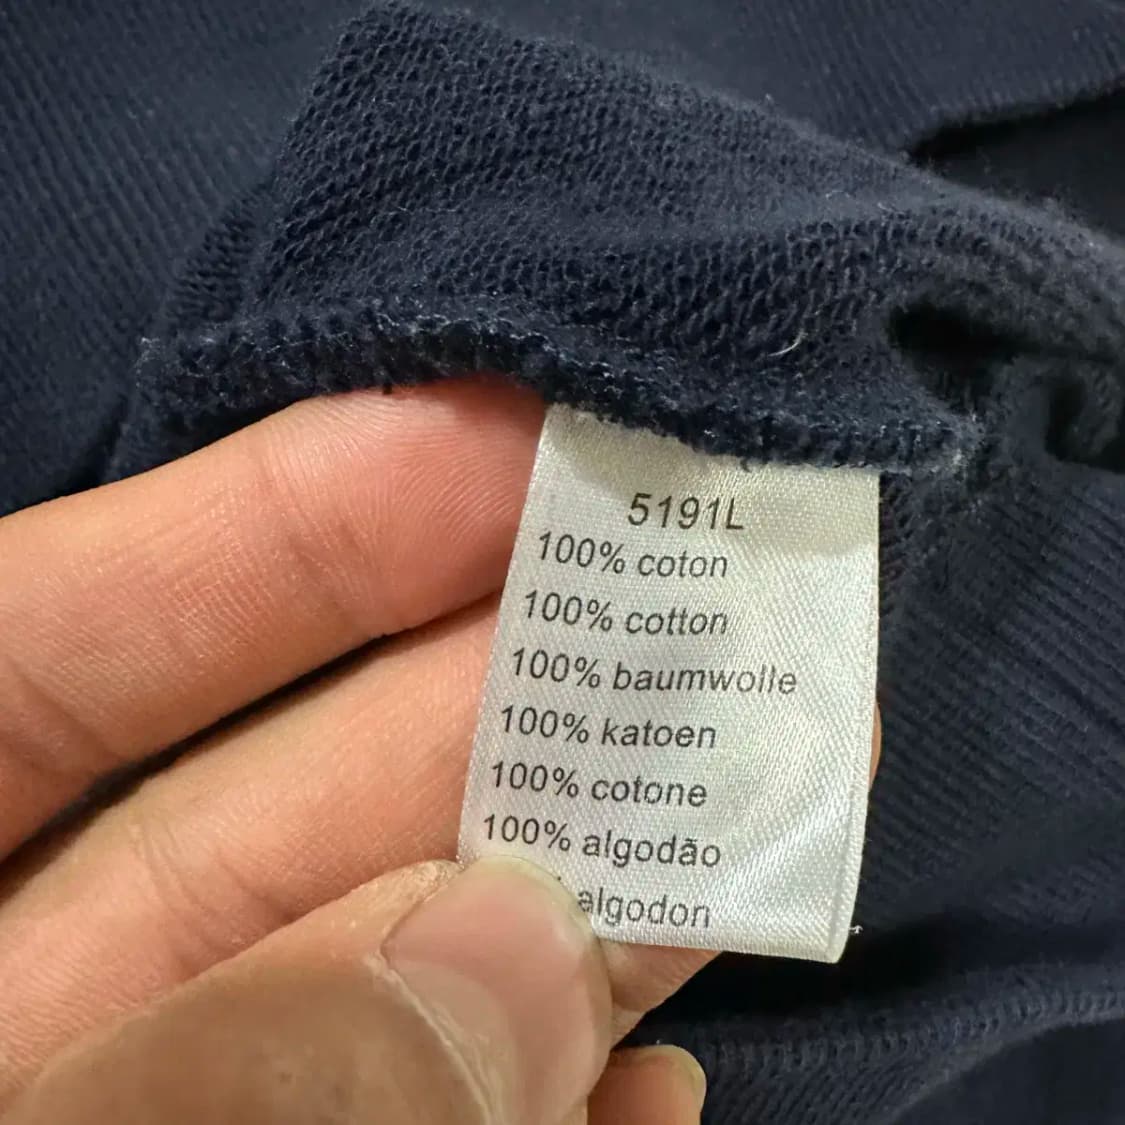 5191L
100% coton
100% cotton
100% baumwolle
100% katoen
100% cotone
100% algodão
algodon